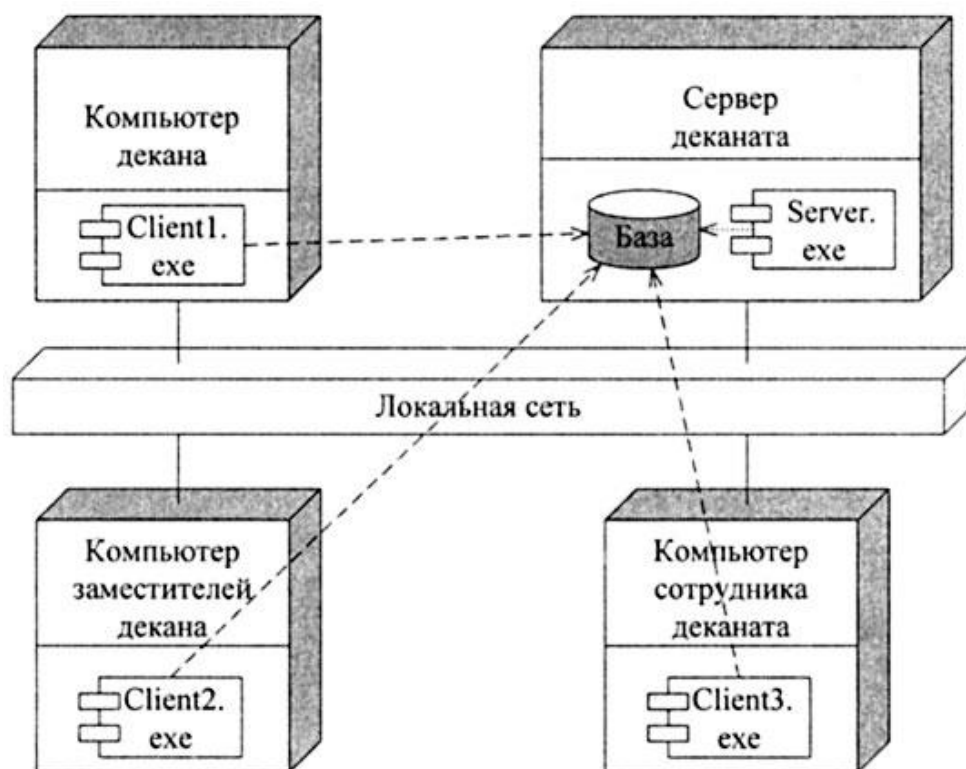 Компьютер
декана
Client1.
exe
Сервер
деканата
База
Server.
exe
Локальная сеть
Компьютер
заместителей
декана
Client2.
exe
Компьютер
сотрудника
деканата
Client3.
exe